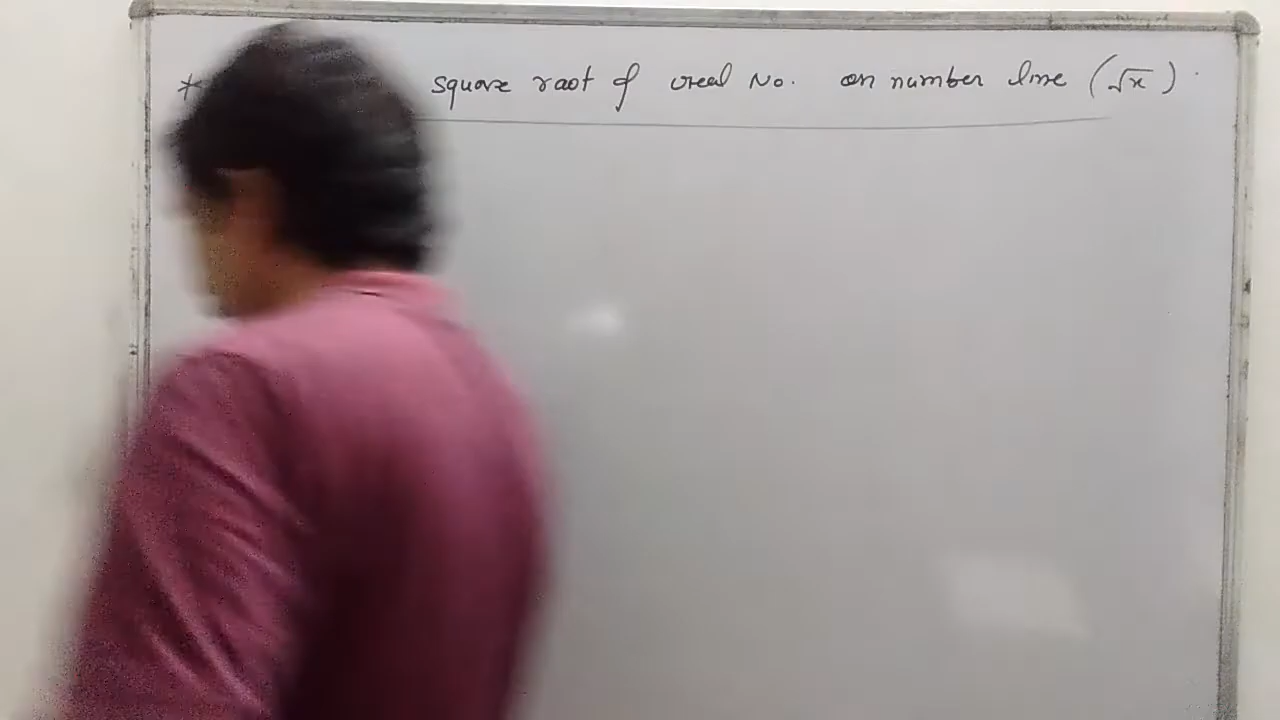 * square root of real No. on number line (√x)